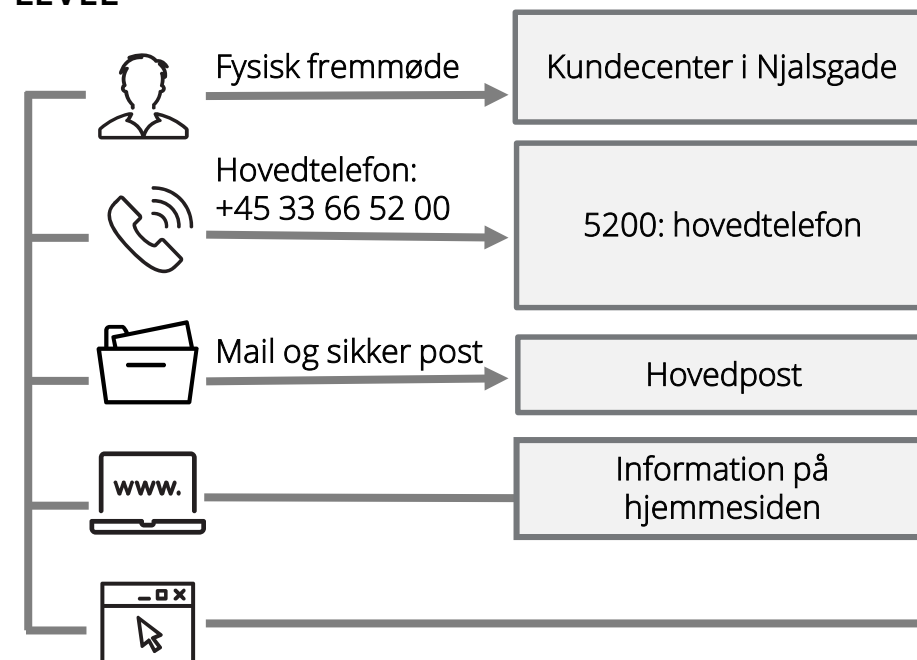 Fysisk fremmøde
Kundecenter i Njalsgade
Hovedtelefon:
+45 33 66 52 00
5200: hovedtelefon
Mail og sikker post
Hovedpost
www.
Information på
hjemmesiden